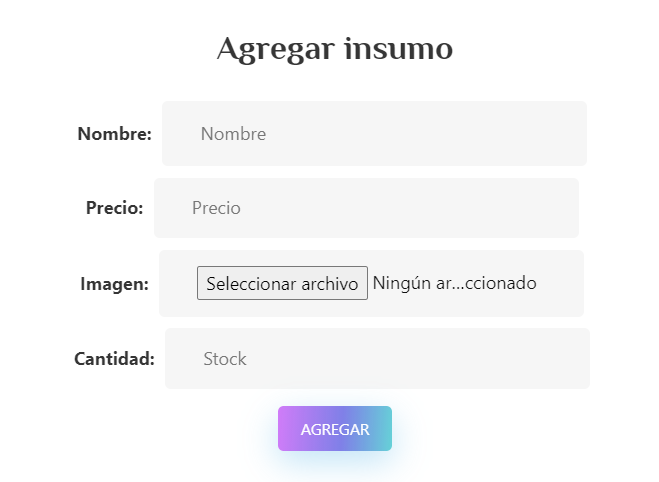 Agregar insumo
Nombre: Nombre
Precio: Precio
Imagen: Seleccionar archivo Ningún ar...ccionado
Cantidad: Stock
AGREGAR